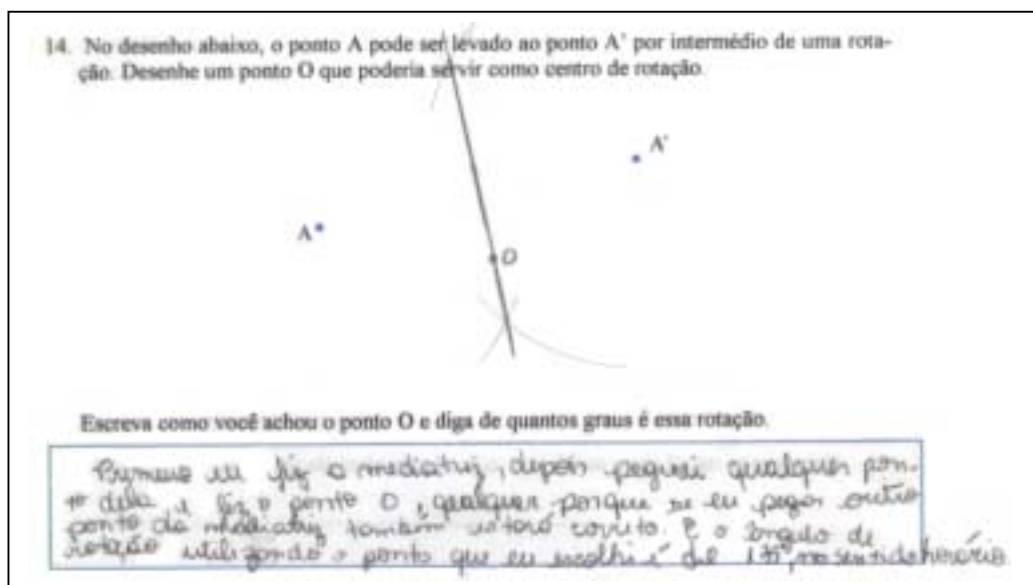 14. No desenho abaixo, o ponto A pode ser levado ao ponto A' por intermédio de uma rota-
ção. Desenhe um ponto O que poderia servir como centro de rotação.
A'
A
O
Escreva como você achou o ponto O e diga de quantos graus é essa rotação.
eu fiz a mediatriz, depois peguei qualquer pon-
to dela e fiz o ponto O, qualquer porque se eu pegar outro
ponto da mediatriz também estará correto. E o ângulo de
rotação utilizando o ponto que eu escolhi é de no sentido horário